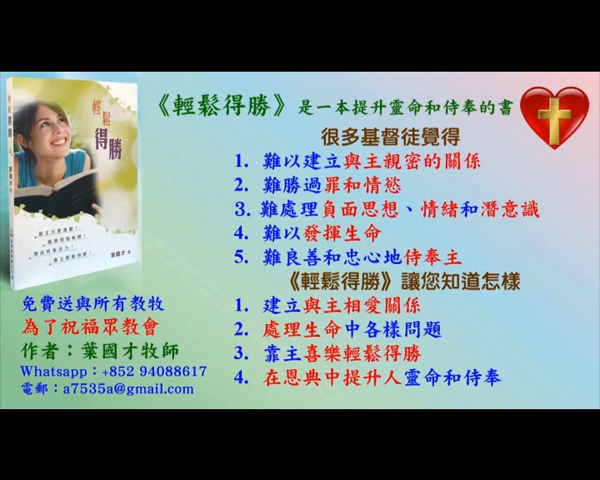 《輕鬆得勝》是一本提升靈命和侍奉的書
很多基督徒覺得
1. 難以建立與主親密的關係
2. 難勝過罪和情慾
3. 難處理負面思想、情緒和潛意識
4. 難以發揮生命
5. 難良善和忠心地侍奉主
《輕鬆得勝》讓您知道怎樣
1. 建立與主相愛關係
2. 處理生命中各樣問題
3. 靠主喜樂輕鬆得勝
4. 在恩典中提升人靈命和侍奉
輕鬆
得勝
葉國才 著
輕鬆得勝
免費送與所有教牧
為了祝福眾教會
作者：葉國才牧師
Whatsapp：+852 94088617
電郵：a7535a@gmail.com